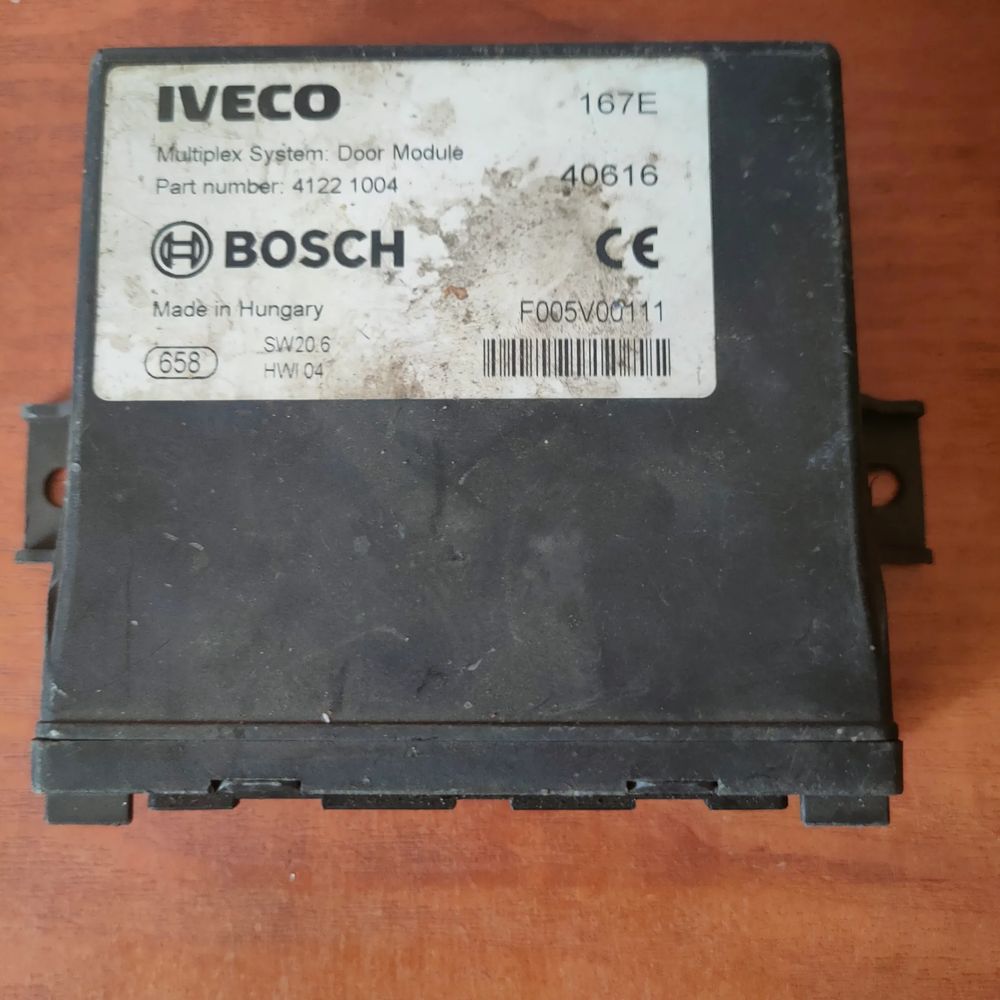 IVECO
167E
Multiplex System: Door Module
Part number: 4122 1004
40616
BOSCH
CE
Made in Hungary
F005V00111
658
SW20.6
HWI 04